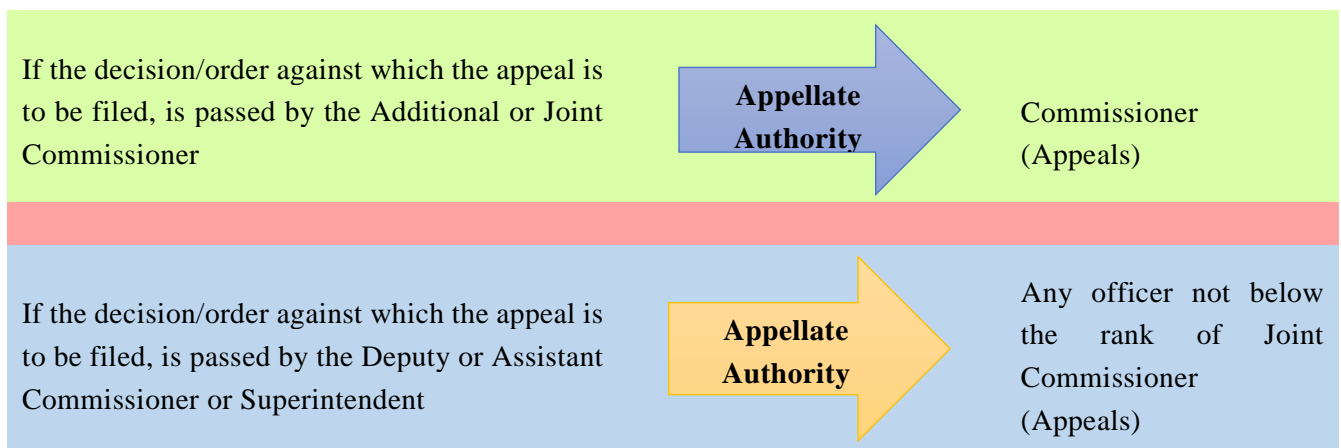 If the decision/order against which the appeal is
to be filed, is passed by the Additional or Joint
Commissioner
Appellate
Authority
Commissioner
(Appeals)
If the decision/order against which the appeal is
to be filed, is passed by the Deputy or Assistant
Commissioner or Superintendent
Appellate
Authority
Any officer not below
the rank of Joint
Commissioner
(Appeals)